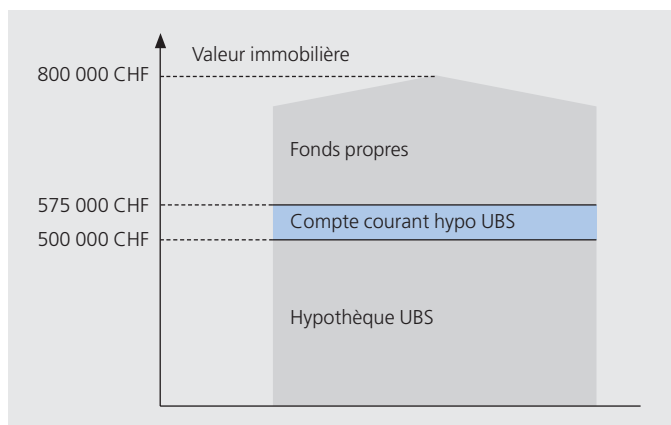 Valeur immobilière
800 000 CHF
Fonds propres
575 000 CHF
Compte courant hypo UBS
500 000 CHF
Hypothèque UBS